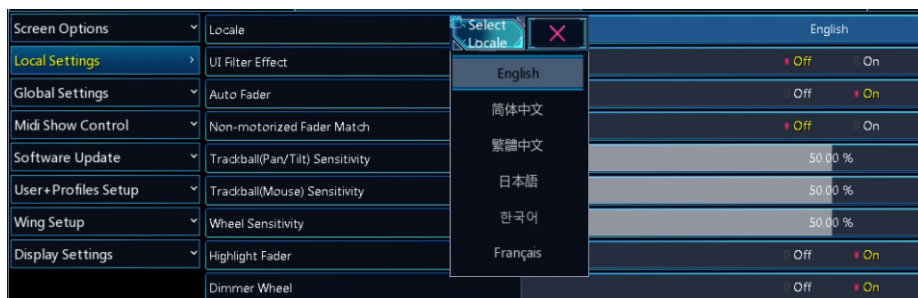 Screen Options
Local Settings
Global Settings
Midi Show Control
Software Update
User+Profiles Setup
Wing Setup
Display Settings
Locale English
UI Filter Effect Off On
Auto Fader Off On
Non-motorized Fader Match Off On
Trackball(Pan/Tilt) Sensitivity 50.00 %
Trackball(Mouse) Sensitivity 50.00 %
Wheel Sensitivity 50.00 %
Highlight Fader Off On
Dimmer Wheel Off On
Select
Locale
English
简体中文
繁體中文
日本語
한국어
Français